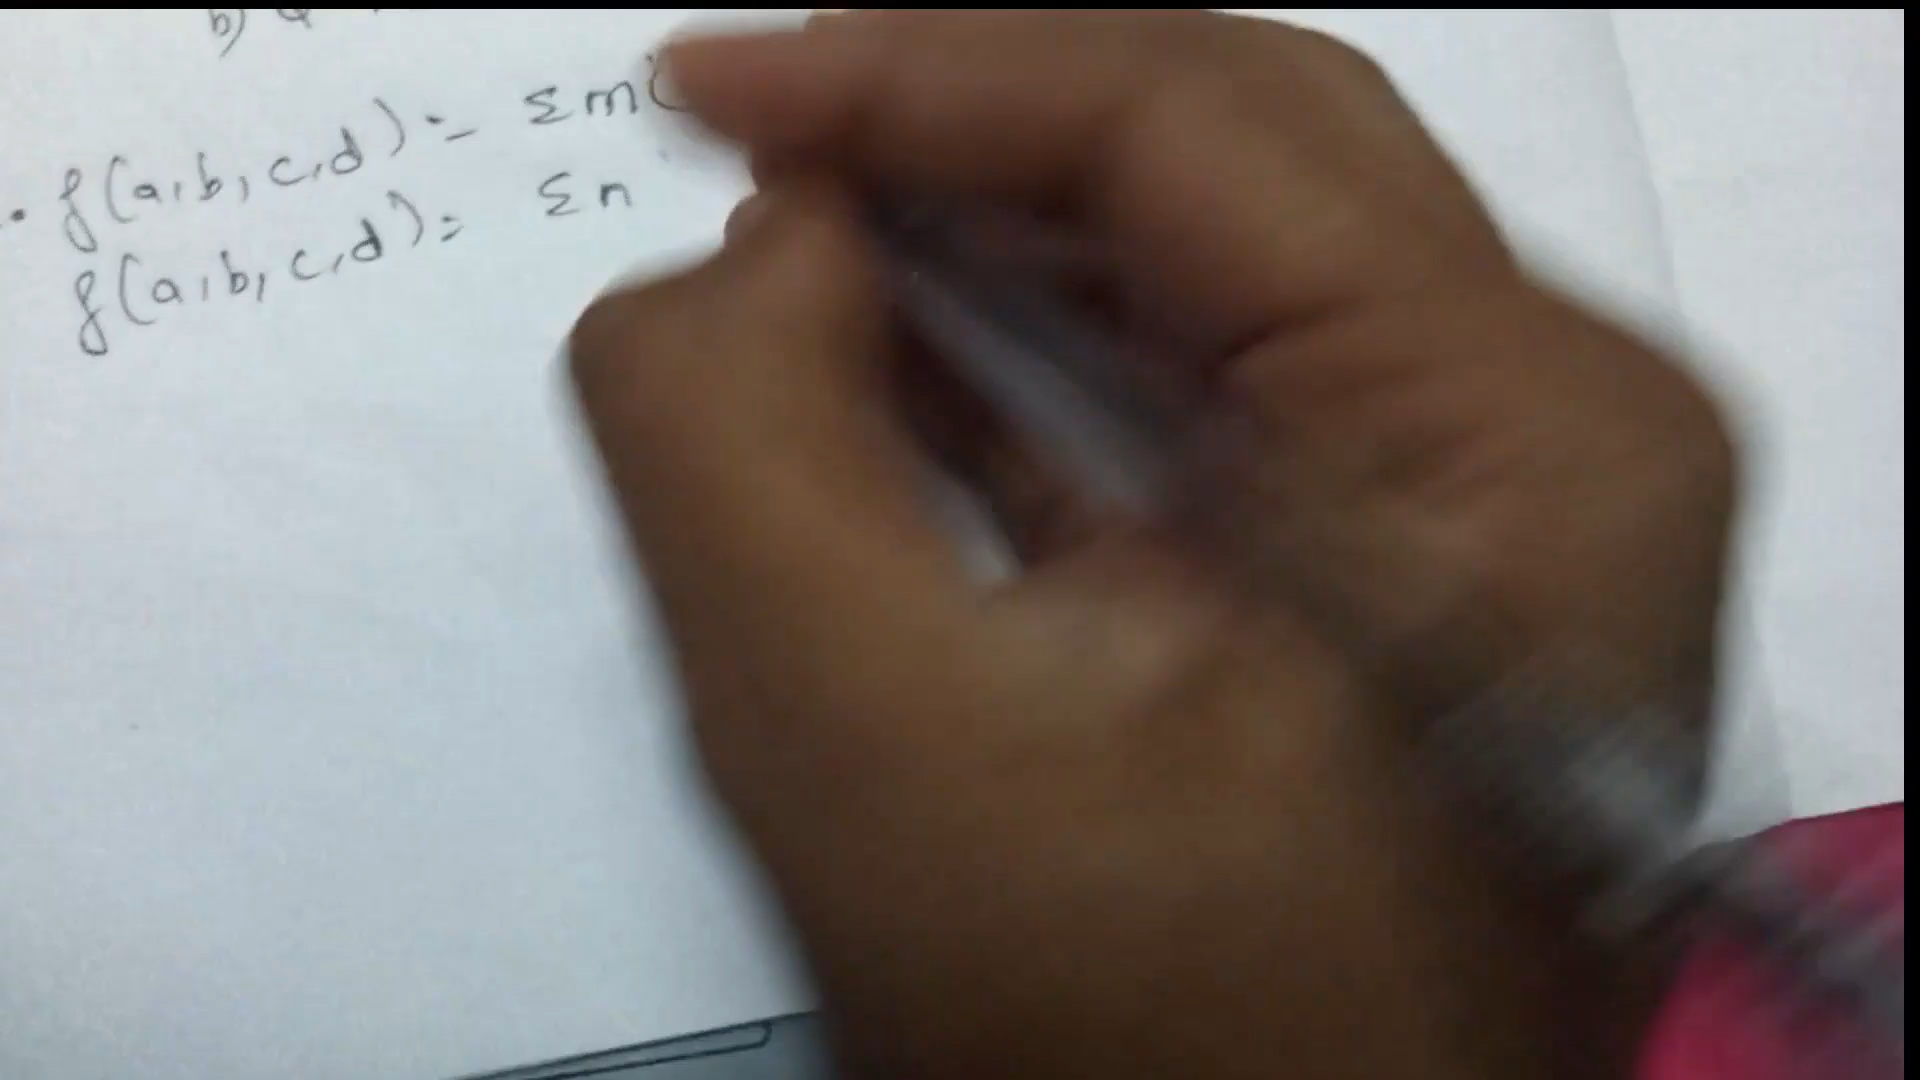 b)
f(a,b,c,d) = Σm(
f(a,b,c,d) = Σn